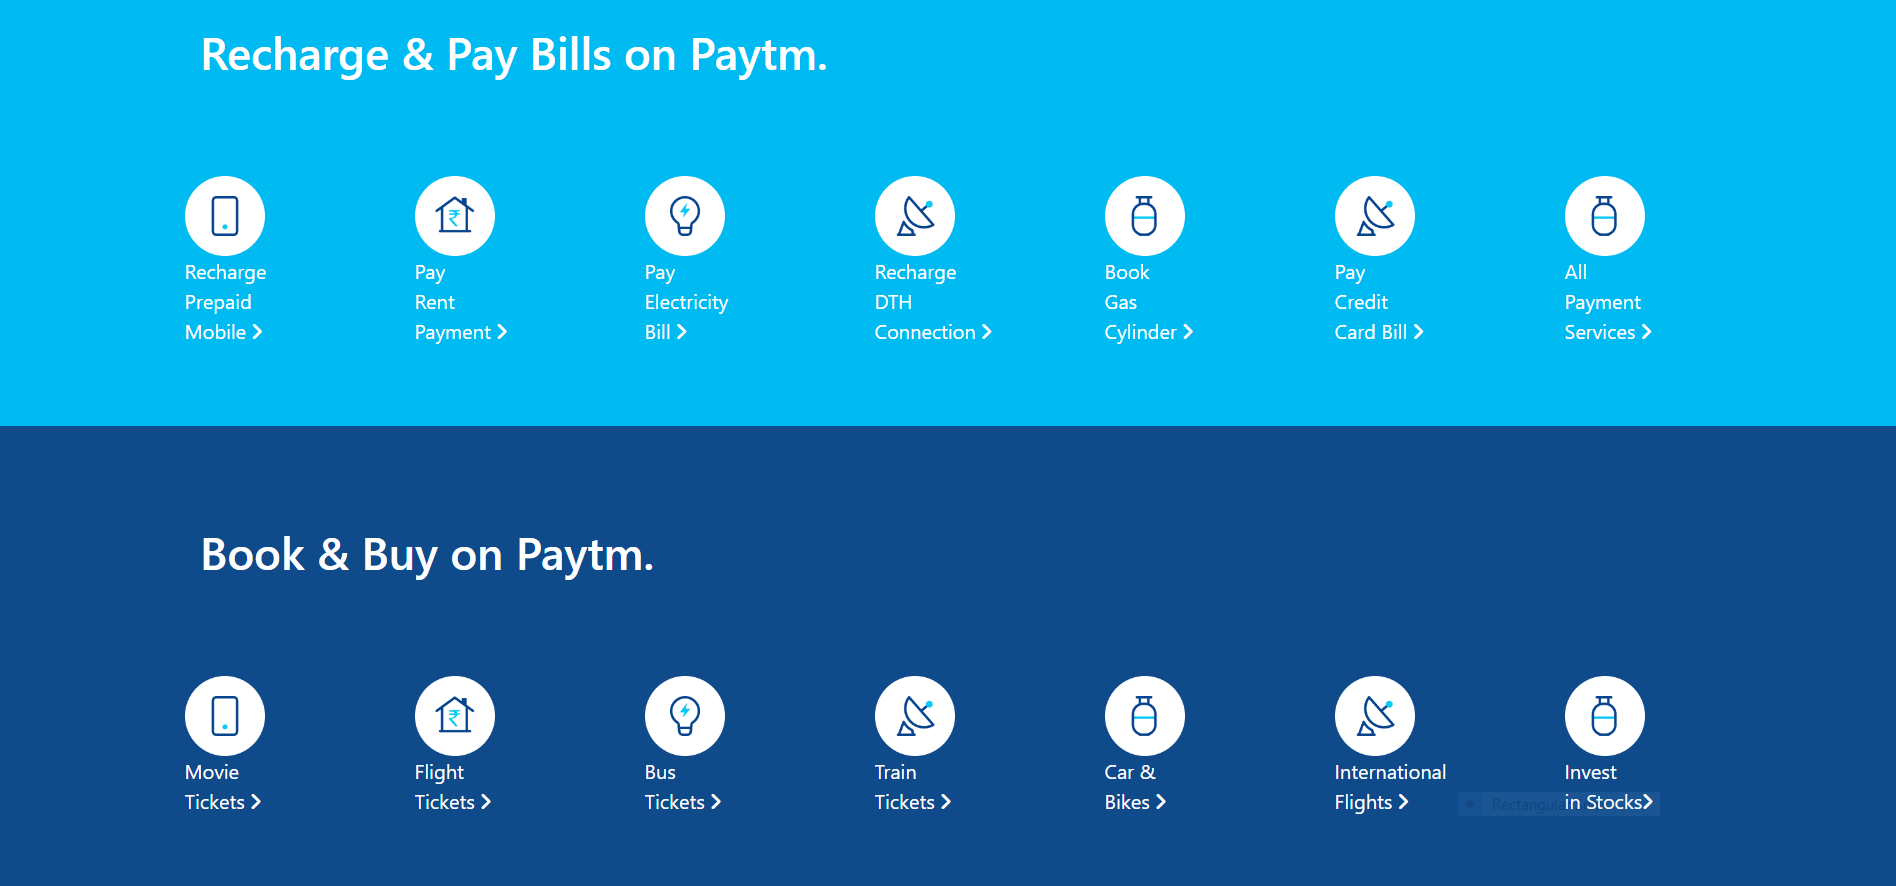 Recharge & Pay Bills on Paytm.
Recharge
Prepaid
Mobile
Pay
Rent
Payment
Pay
Electricity
Bill
Recharge
DTH
Connection
Book
Gas
Cylinder
Pay
Credit
Card Bill
All
Payment
Services
Book & Buy on Paytm.
Movie
Tickets
Flight
Tickets
Bus
Tickets
Train
Tickets
Car &
Bikes
International
Flights
Invest
in Stocks